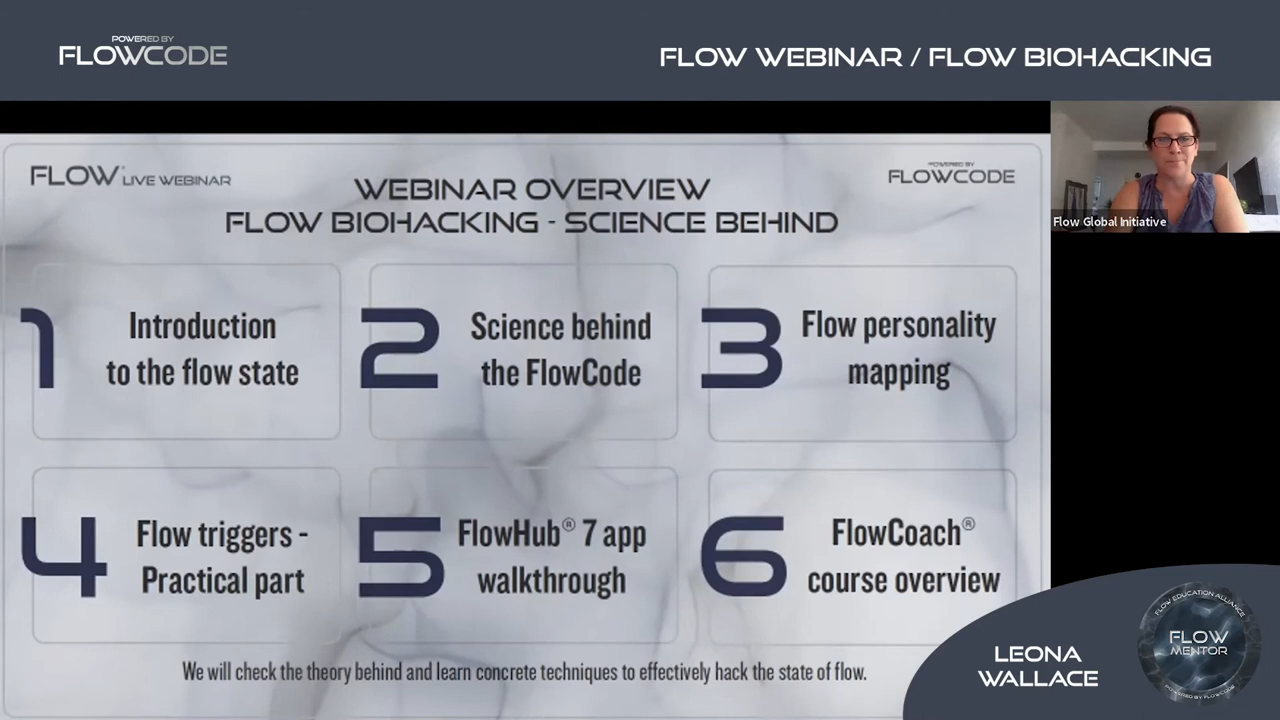 POWERED BY
FLOWCODE
FLOW WEBINAR / FLOW BIOHACKING
FLOW® LIVE WEBINAR
POWERED BY
FLOWCODE
WEBINAR OVERVIEW
FLOW BIOHACKING - SCIENCE BEHIND
Flow Global Initiative
1
Introduction
to the flow state
2
Science behind
the FlowCode
3
Flow personality
mapping
4
Flow triggers -
Practical part
5
FlowHub® 7 app
walkthrough
6
FlowCoach®
course overview
We will check the theory behind and learn concrete techniques to effectively hack the state of flow.
LEONA
WALLACE
FLOW EDUCATION ALLIANCE
FLOW
MENTOR
POWERED BY FLOWCODE